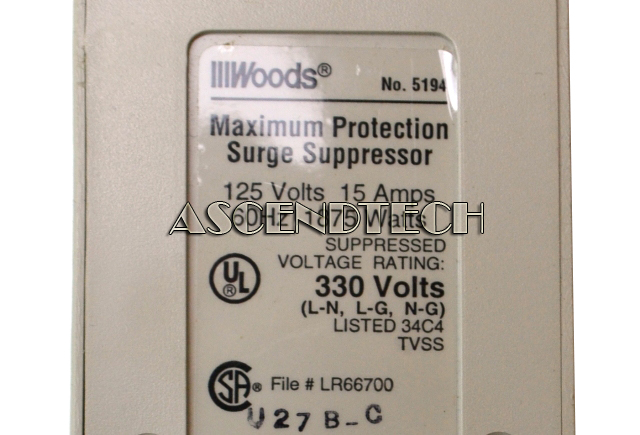 Woods®
No. 5194
Maximum Protection
Surge Suppressor
125 Volts 15 Amps
60Hz 1875 Watts
ASCENDTECH
SUPPRESSED
VOLTAGE RATING:
330 Volts
(L-N, L-G, N-G)
LISTED 34C4
TVSS
UL®
CSA® File # LR66700
U27B-C